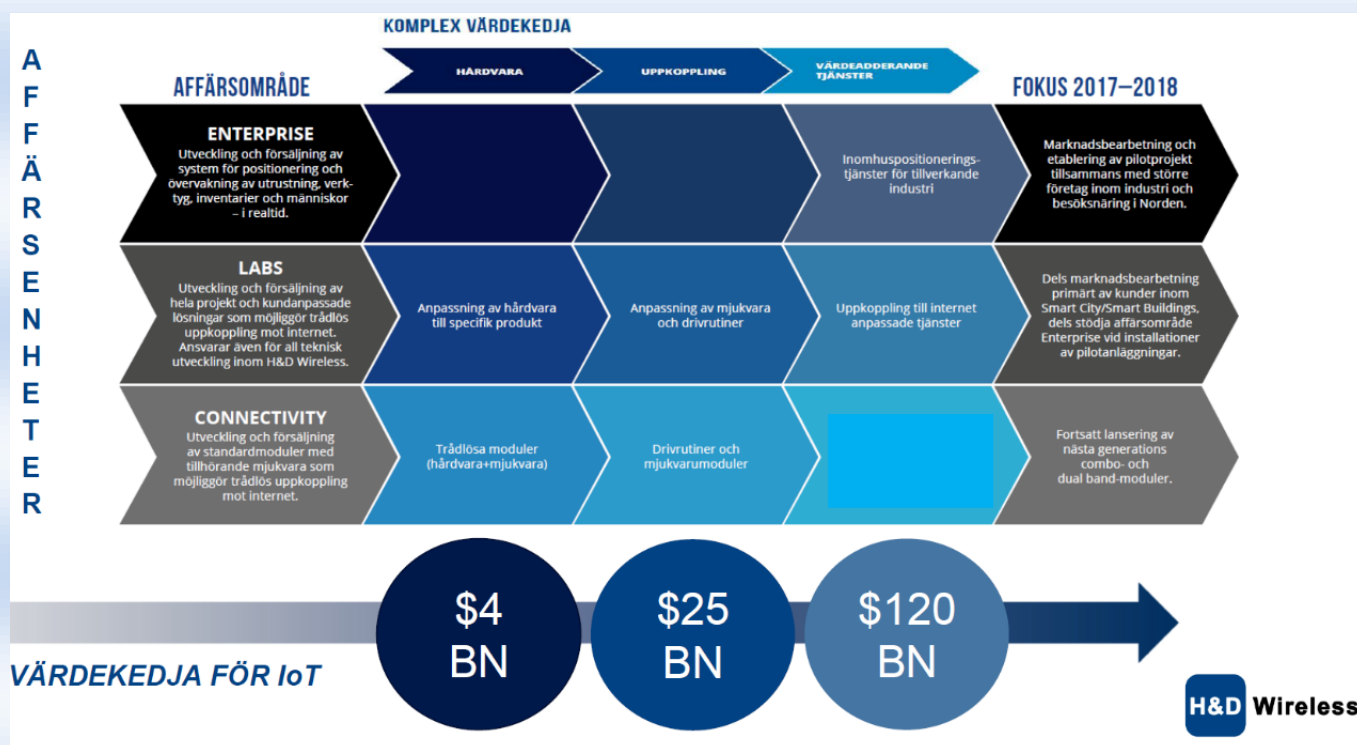 KOMPLEX VÄRDEKEDJA
AFFÄRSENHETER
AFFÄRSOMRÅDE
HÅRDVARA
UPPKOPPLING
VÄRDEADDERANDE
TJÄNSTER
FOKUS 2017–2018
ENTERPRISE
Utveckling och försäljning av
system för positionering och
övervakning av utrustning, verk-
tyg, inventarier och människor
– i realtid.
Inomhuspositionerings-
tjänster för tillverkande
industri
Marknadsbearbetning och
etablering av pilotprojekt
tillsammans med större
företag inom industri och
besöksnäring i Norden.
LABS
Utveckling och försäljning av
hela projekt och kundanpassade
lösningar som möjliggör trådlös
uppkoppling mot internet.
Ansvarar även för all teknisk
utveckling inom H&D Wireless.
Anpassning av hårdvara
till specifik produkt
Anpassning av mjukvara
och drivrutiner
Uppkoppling till internet
anpassade tjänster
Dels marknadsbearbetning
primärt av kunder inom
Smart City/Smart Buildings,
dels stödja affärsområde
Enterprise vid installationer
av pilotanläggningar.
CONNECTIVITY
Utveckling och försäljning
av standardmoduler med
tillhörande mjukvara som
möjliggör trådlös uppkoppling
mot internet.
Trådlösa moduler
(hårdvara+mjukvara)
Drivrutiner och
mjukvarumoduler
Fortsatt lansering av
nästa generations
combo- och
dual band-moduler.
$4
BN
$25
BN
$120
BN
VÄRDEKEDJA FÖR IoT
H&D Wireless